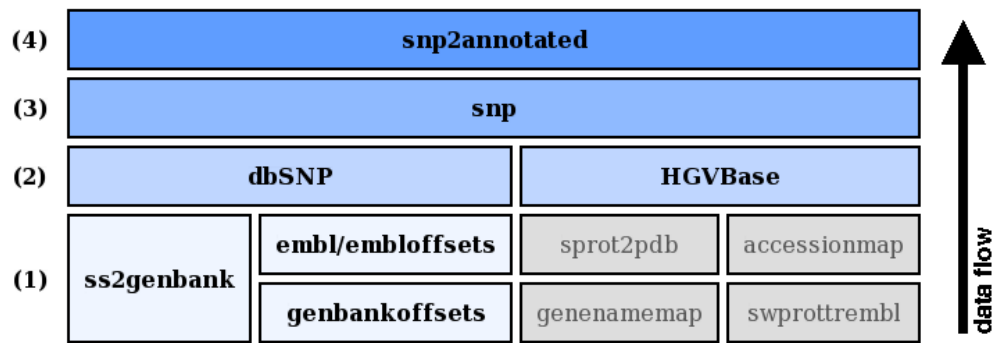 (4) snp2annotated
(3) snp
(2) dbSNP HGVBase
embl/embloffsets sprot2pdb accessionmap
(1) ss2genbank
genbankoffsets genenamemap swprottrembl
data flow